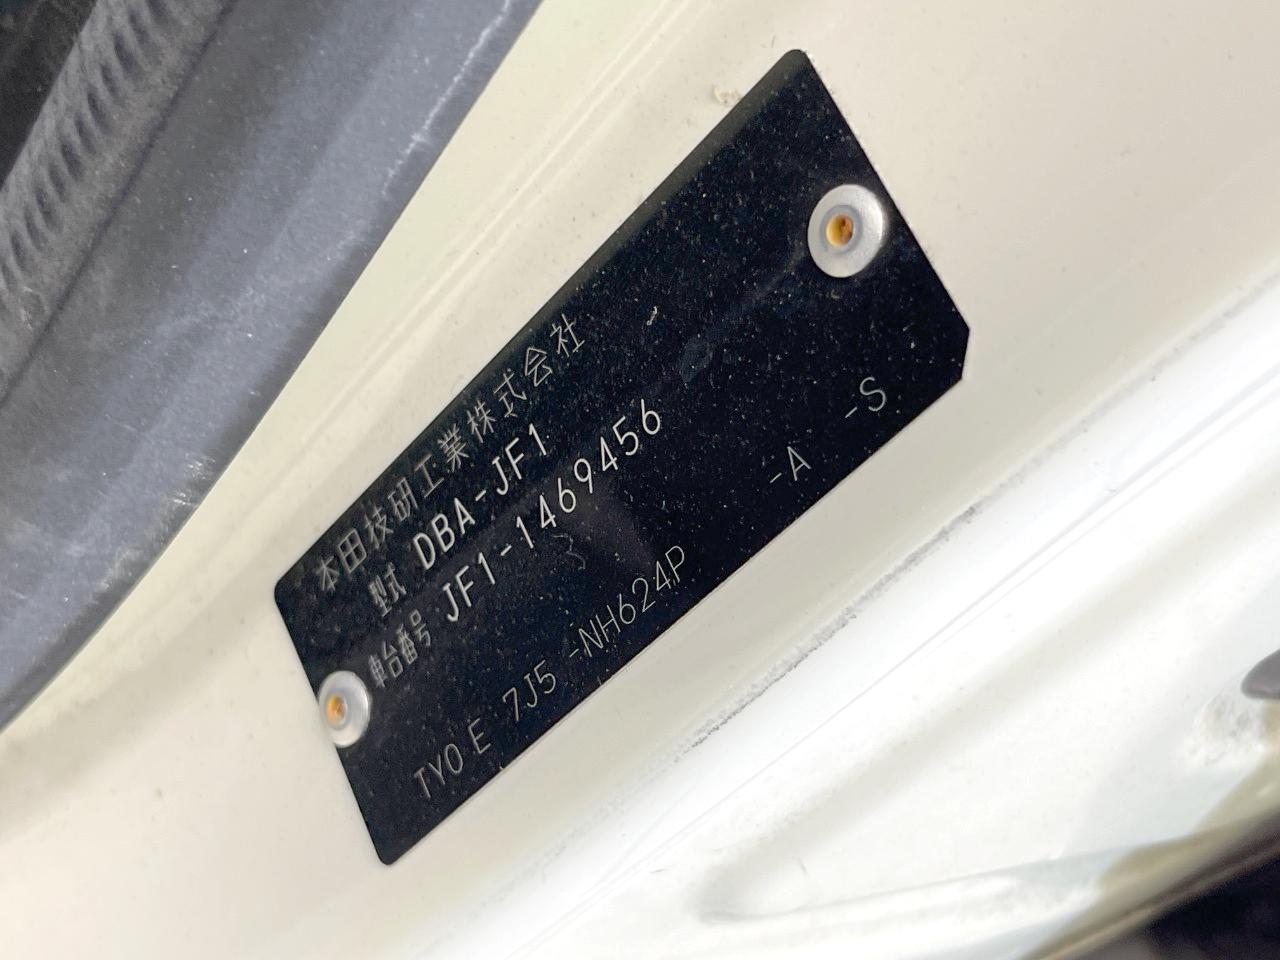 本田技研工業株式会社
型式 DBA-JF1
車台番号 JF1-1469456
TY0 E 7J5 -NH624P -A -S